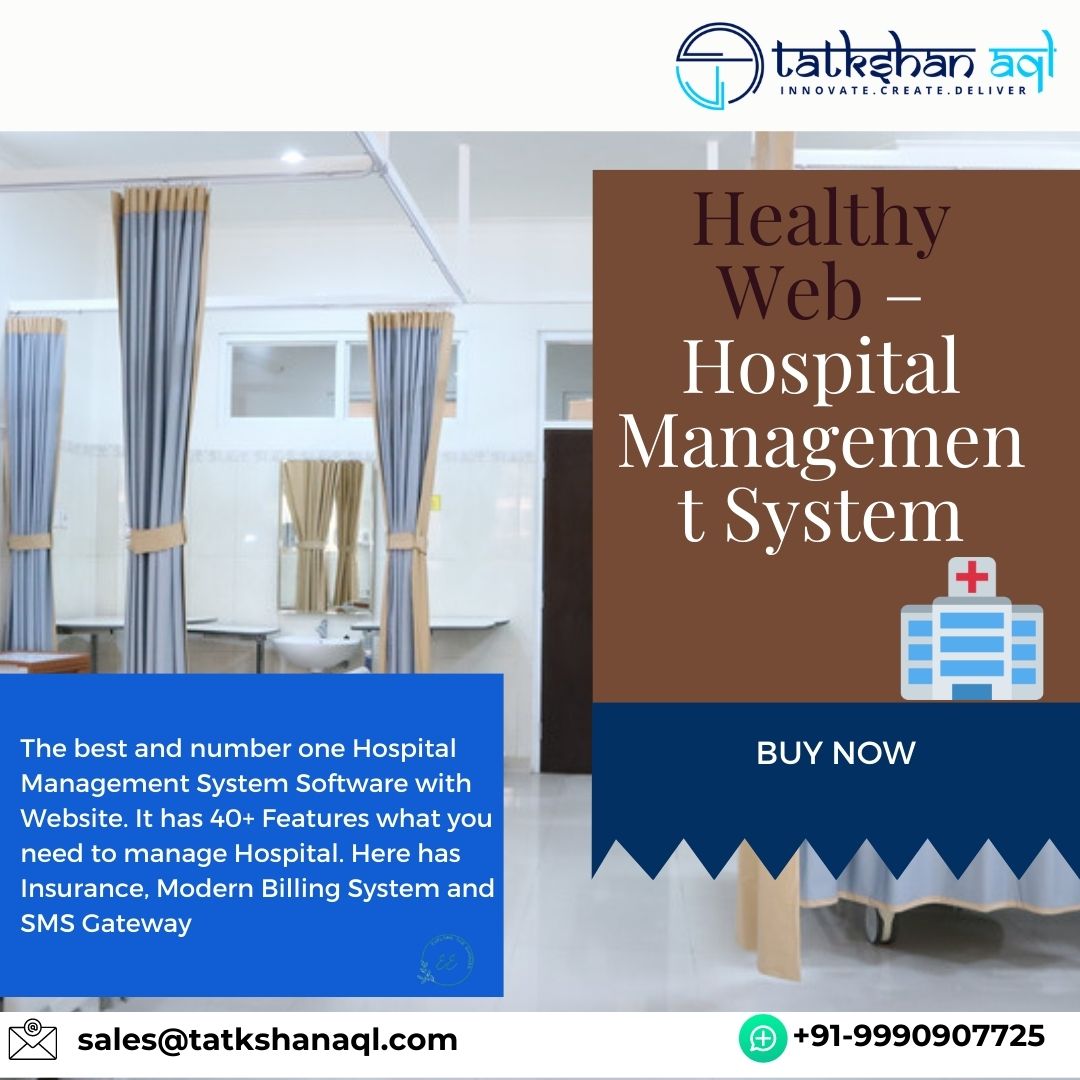 tatkshan aql
INNOVATE.CREATE.DELIVER
Healthy
Web –
Hospital
Managemen
t System
BUY NOW
The best and number one Hospital
Management System Software with
Website. It has 40+ Features what you
need to manage Hospital. Here has
Insurance, Modern Billing System and
SMS Gateway
EE
sales@tatkshanaql.com
+91-9990907725